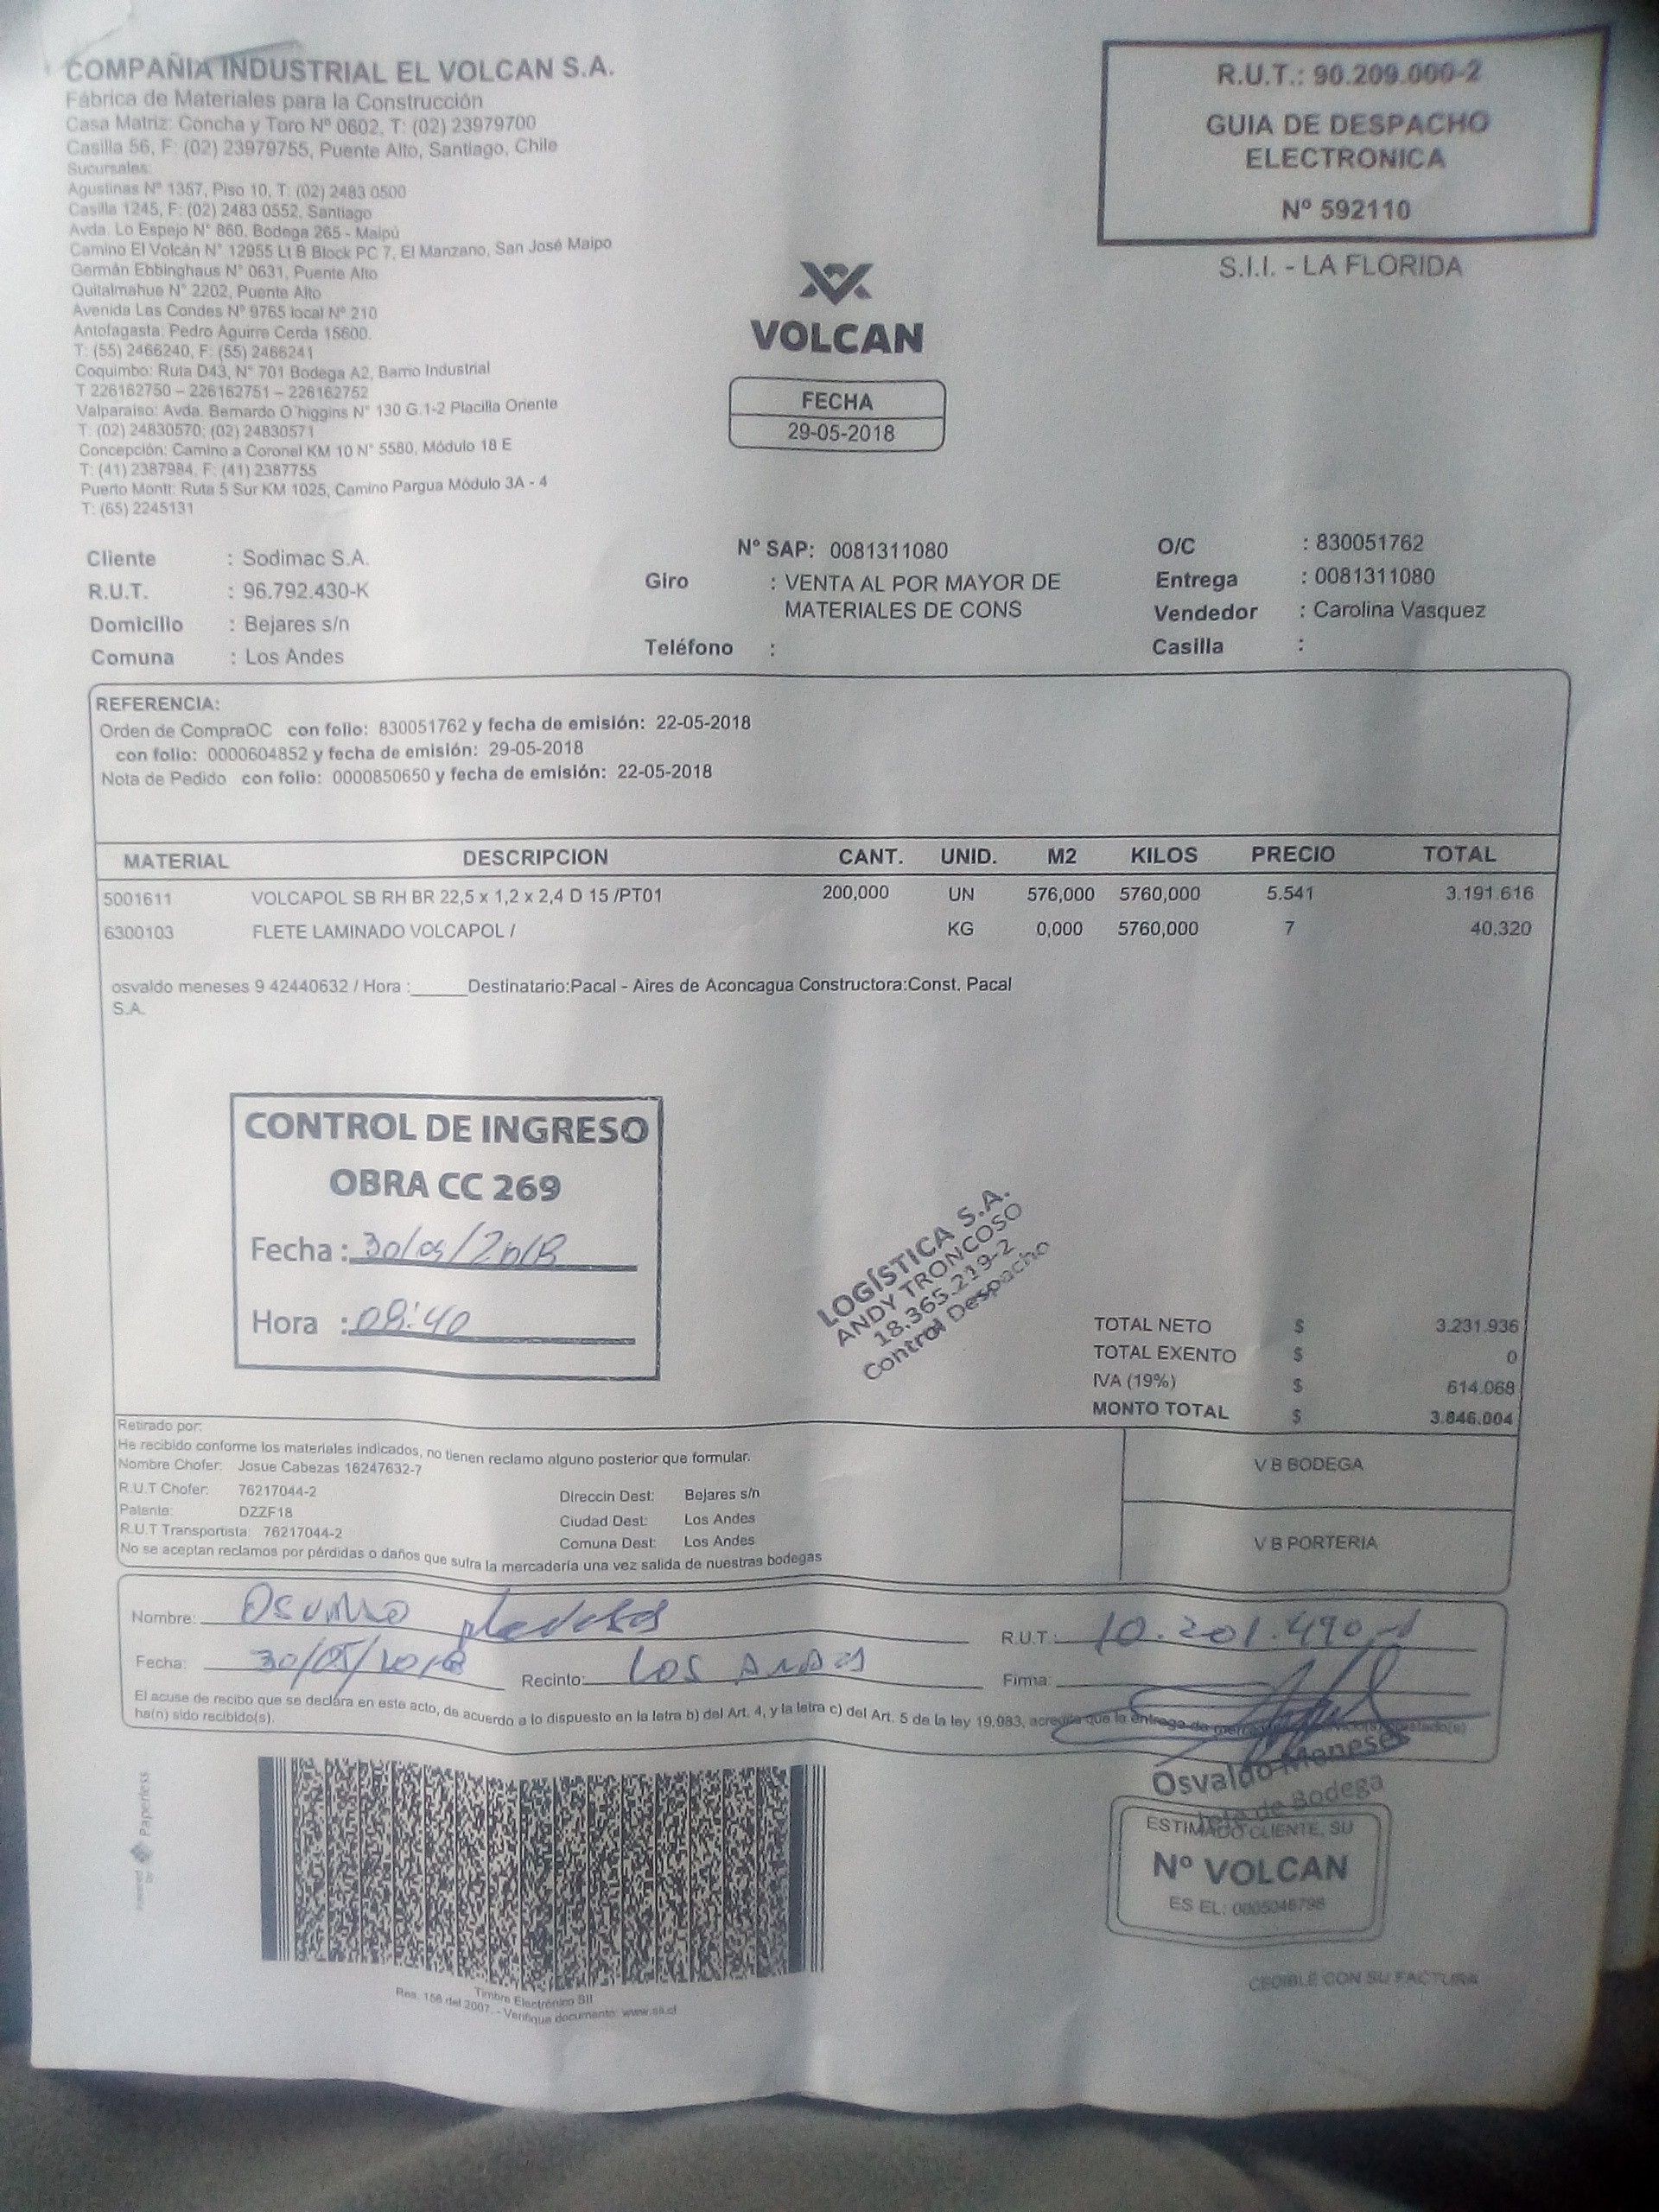 COMPAÑIA INDUSTRIAL EL VOLCAN S.A.
Fábrica de Materiales para la Construcción
Casa Matriz: Concha y Toro Nº 0602, T: (02) 23979700
Casilla 56, F: (02) 23979755, Puente Alto, Santiago, Chile
Sucursales:
Agustinas Nº 1357, Piso 10, T: (02) 2483 0500
Casilla 1245, F: (02) 2483 0552, Santiago
Avda. Lo Espejo N° 860, Bodega 265 - Maipú
Camino El Volcán N° 12955 Lt B Block PC 7, El Manzano, San José Maipo
Germán Ebbinghaus N° 0631, Puente Alto
Quitalmahue N° 2202, Puente Alto
Avenida Las Condes Nº 9765 local Nº 210
Antofagasta: Pedro Aguirre Cerda 15600.
T: (55) 2466240, F: (55) 2466241
Coquimbo: Ruta D43, N° 701 Bodega A2, Barrio Industrial
T 226162750 – 226162751 – 226162752
Valparaiso: Avda. Bernardo O'higgins N° 130 G.1-2 Placilla Oriente
T: (02) 24830570; (02) 24830571
Concepción: Camino a Coronel KM 10 N° 5580, Módulo 18 E
T: (41) 2387984, F: (41) 2387755
Puerto Montt: Ruta 5 Sur KM 1025, Camino Pargua Módulo 3A - 4
T: (65) 2245131
R.U.T.: 90.209.000-2
GUIA DE DESPACHO
ELECTRONICA
Nº 592110
S.I.I. - LA FLORIDA
VOLCAN
FECHA
29-05-2018
Cliente : Sodimac S.A.
R.U.T. : 96.792.430-K
Domicilio : Bejares s/n
Comuna : Los Andes
N° SAP: 0081311080
Giro : VENTA AL POR MAYOR DE
MATERIALES DE CONS
Teléfono :
O/C : 830051762
Entrega : 0081311080
Vendedor : Carolina Vasquez
Casilla :
REFERENCIA:
Orden de CompraOC con folio: 830051762 y fecha de emisión: 22-05-2018
con folio: 0000604852 y fecha de emisión: 29-05-2018
Nota de Pedido con folio: 0000850650 y fecha de emisión: 22-05-2018
MATERIAL DESCRIPCION CANT. UNID. M2 KILOS PRECIO TOTAL
5001611 VOLCAPOL SB RH BR 22,5 x 1,2 x 2,4 D 15 /PT01 200,000 UN 576,000 5760,000 5.541 3.191.616
6300103 FLETE LAMINADO VOLCAPOL / KG 0,000 5760,000 7 40.320
osvaldo meneses 9 42440632 / Hora :______Destinatario:Pacal - Aires de Aconcagua Constructora:Const. Pacal
S.A.
CONTROL DE INGRESO
OBRA CC 269
Fecha : 30/05/2018
Hora : 08:40
LOGÍSTICA S.A.
ANDY TRONCOSO
18.365.219-2
Control Despacho
TOTAL NETO $ 3.231.936
TOTAL EXENTO $ 0
IVA (19%) $ 614.068
MONTO TOTAL $ 3.846.004
Retirado por:
He recibido conforme los materiales indicados, no tienen reclamo alguno posterior que formular.
Nombre Chofer: Josue Cabezas 16247632-7
R.U.T Chofer: 76217044-2
Patente: DZZF18
R.U.T Transportista: 76217044-2
Direccin Dest: Bejares s/n
Ciudad Dest: Los Andes
Comuna Dest: Los Andes
No se aceptan reclamos por pérdidas o daños que sufra la mercadería una vez salida de nuestras bodegas
V B BODEGA
V B PORTERIA
Nombre: Osvaldo Meneses R.U.T.: 10.201.490
Fecha: 30/05/2018 Recinto: Los Andes Firma:
El acuse de recibo que se declara en este acto, de acuerdo a lo dispuesto en la letra b) del Art. 4, y la letra c) del Art. 5 de la ley 19.983, acredita que la entrega de
ha(n) sido recibido(s).
Osvaldo Meneses
Jefe de Bodega
ESTIMADO CLIENTE, SU
Nº VOLCAN
ES EL: 0005046798
powered by Paperless
Timbre Electrónico SII
Res. 156 del 2007. - Verifique documento: www.sii.cl
CEDIBLE CON SU FACTURA